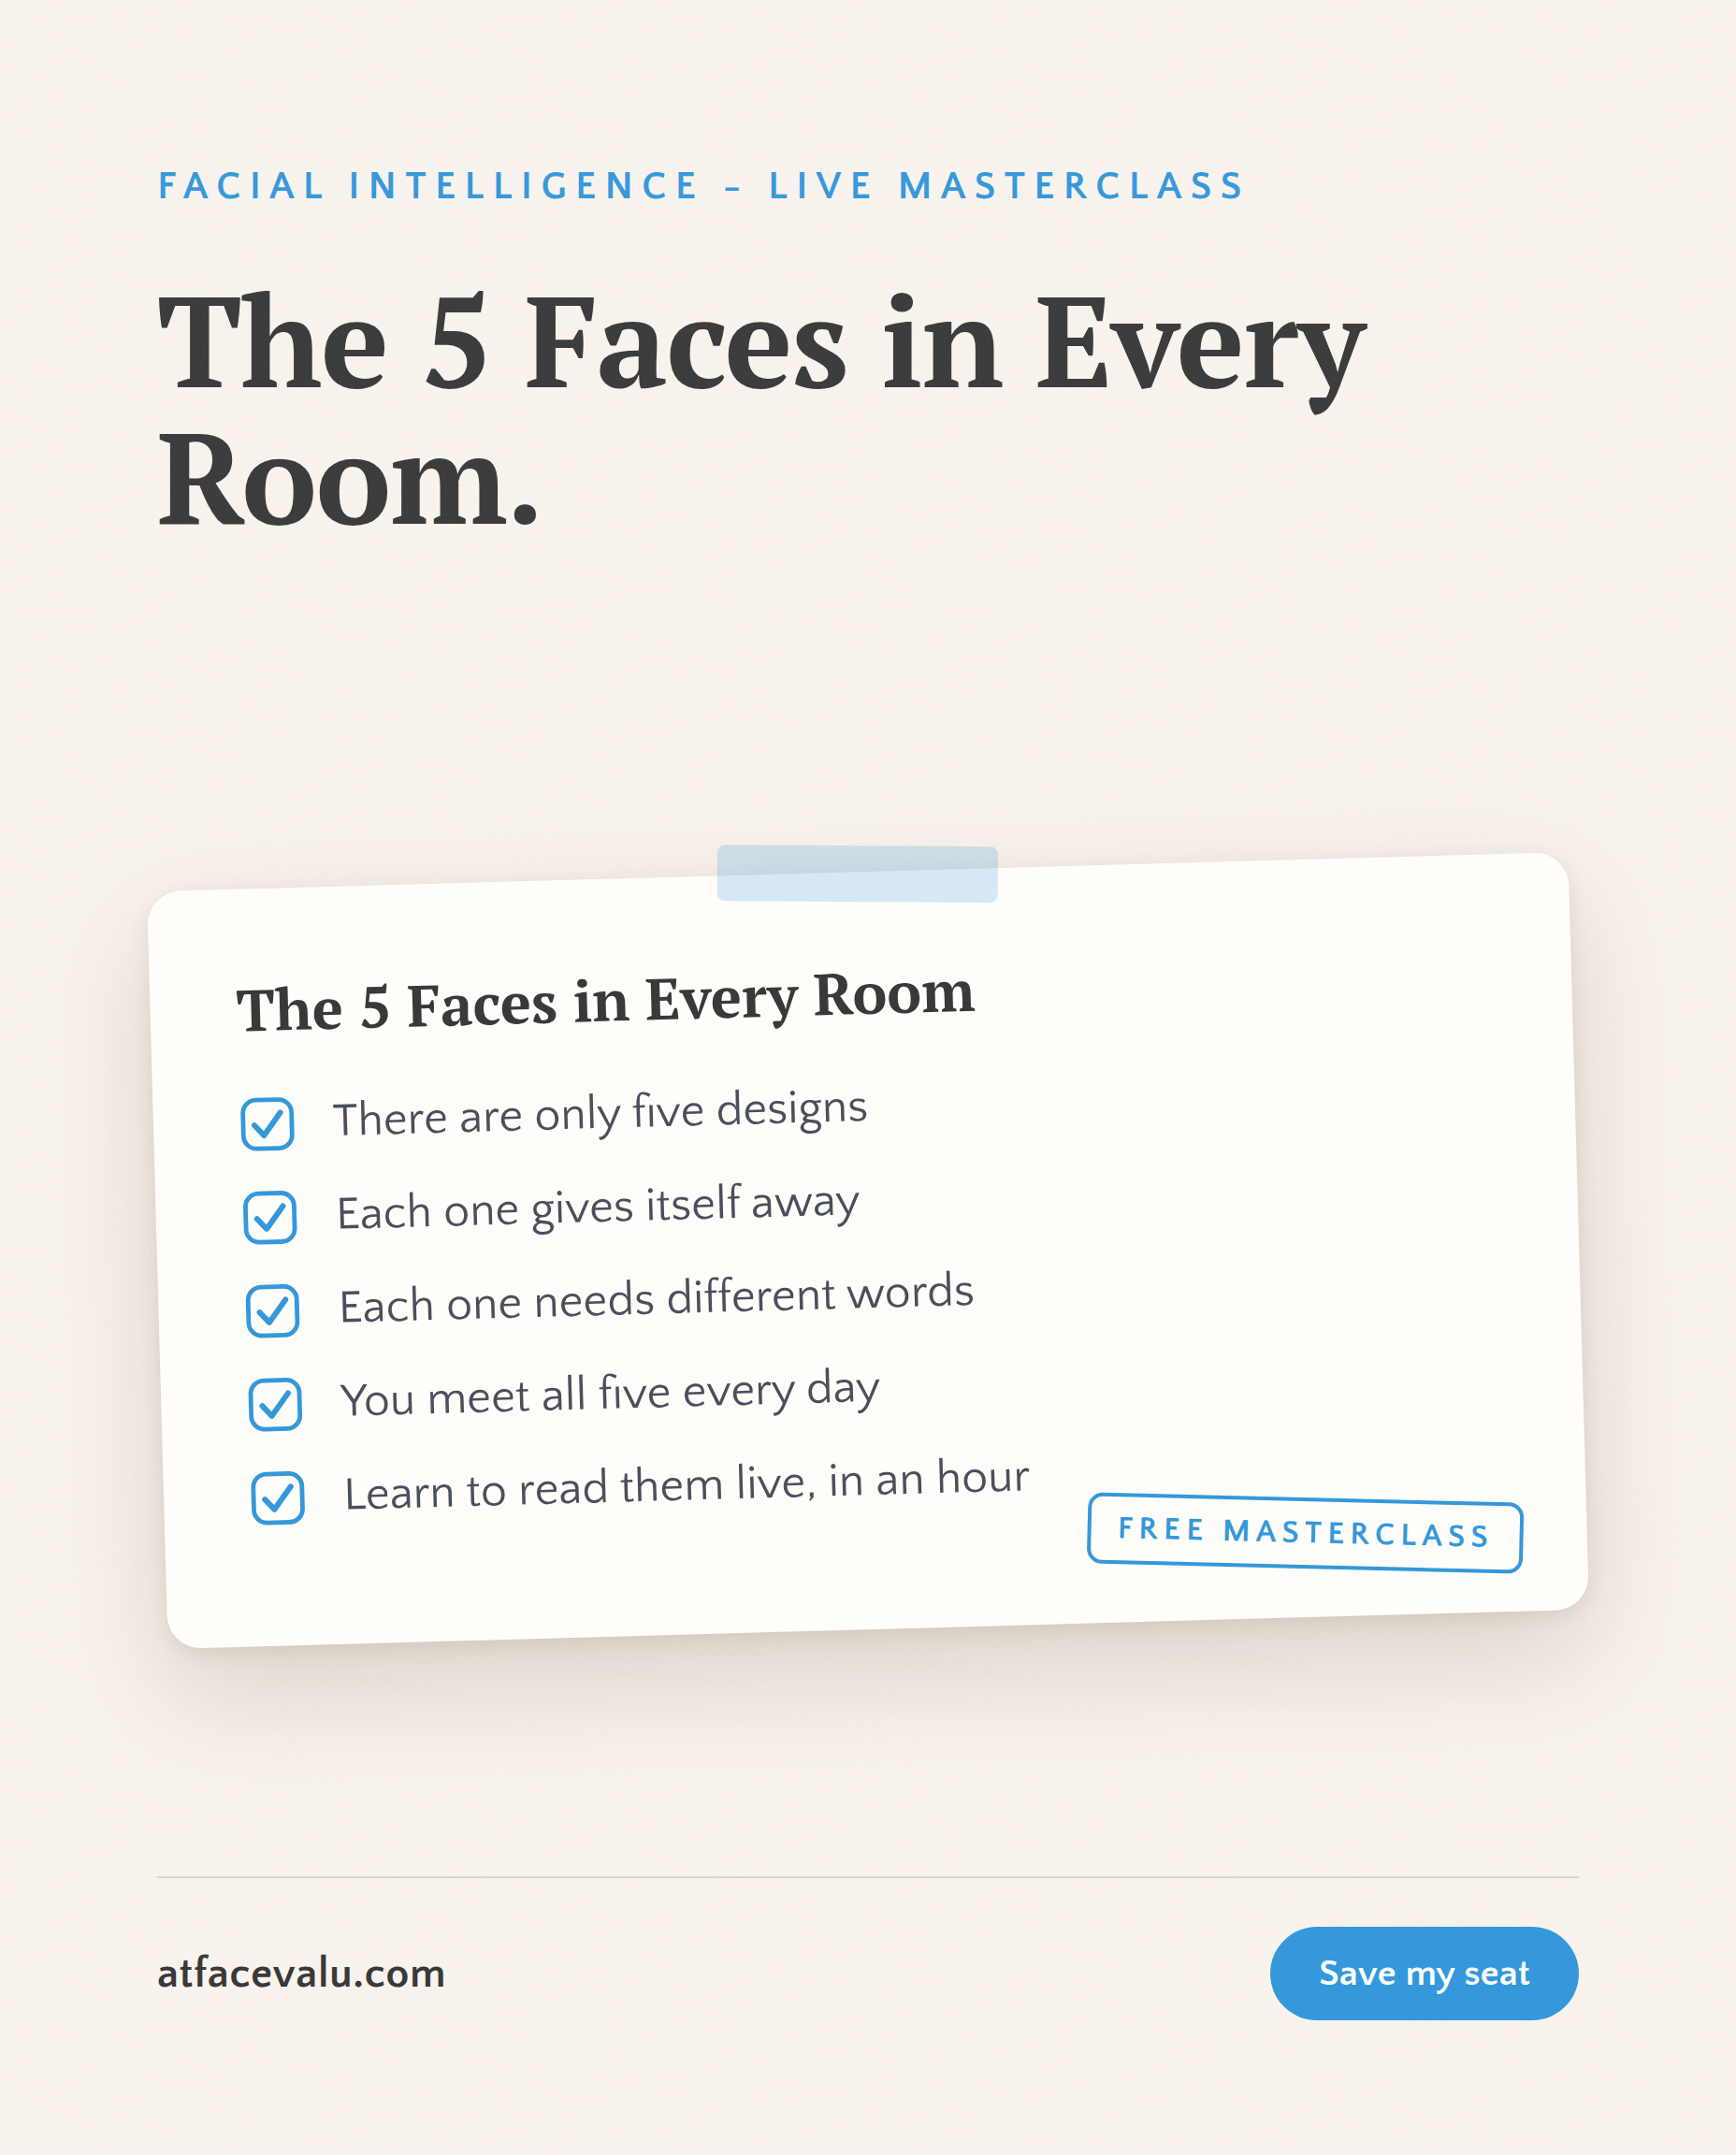 FACIAL INTELLIGENCE – LIVE MASTERCLASS
The 5 Faces in Every
Room.
The 5 Faces in Every Room
There are only five designs
Each one gives itself away
Each one needs different words
You meet all five every day
Learn to read them live, in an hour
FREE MASTERCLASS
atfacevalu.com
Save my seat